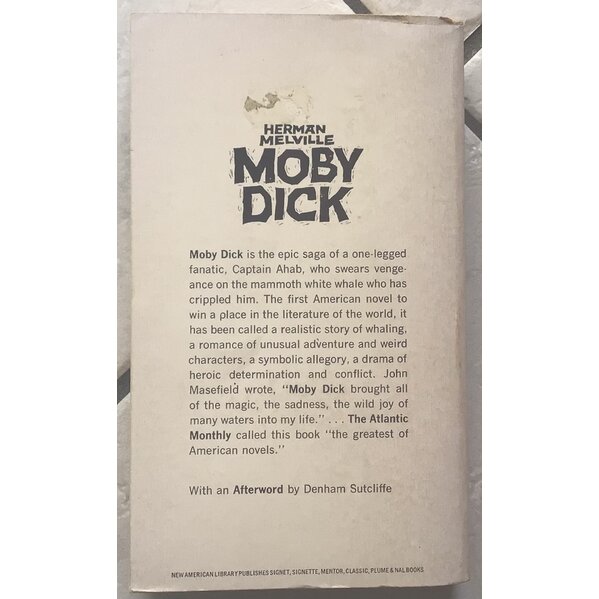 HERMAN
MELVILLE
MOBY
DICK
Moby Dick is the epic saga of a one-legged
fanatic, Captain Ahab, who swears venge-
ance on the mammoth white whale who has
crippled him. The first American novel to
win a place in the literature of the world, it
has been called a realistic story of whaling,
a romance of unusual adventure and weird
characters, a symbolic allegory, a drama of
heroic determination and conflict. John
Masefield wrote, "Moby Dick brought all
of the magic, the sadness, the wild joy of
many waters into my life." . . . The Atlantic
Monthly called this book "the greatest of
American novels."
With an Afterword by Denham Sutcliffe
NEW AMERICAN LIBRARY PUBLISHES SIGNET, SIGNETTE, MENTOR, CLASSIC, PLUME & NAL BOOKS